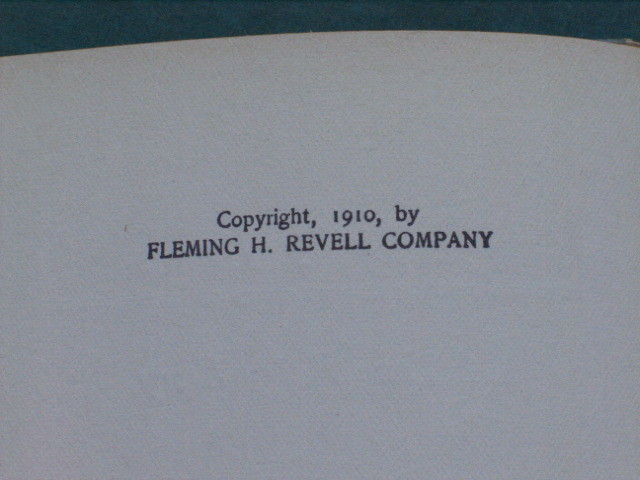 Copyright, 1910, by
FLEMING H. REVELL COMPANY